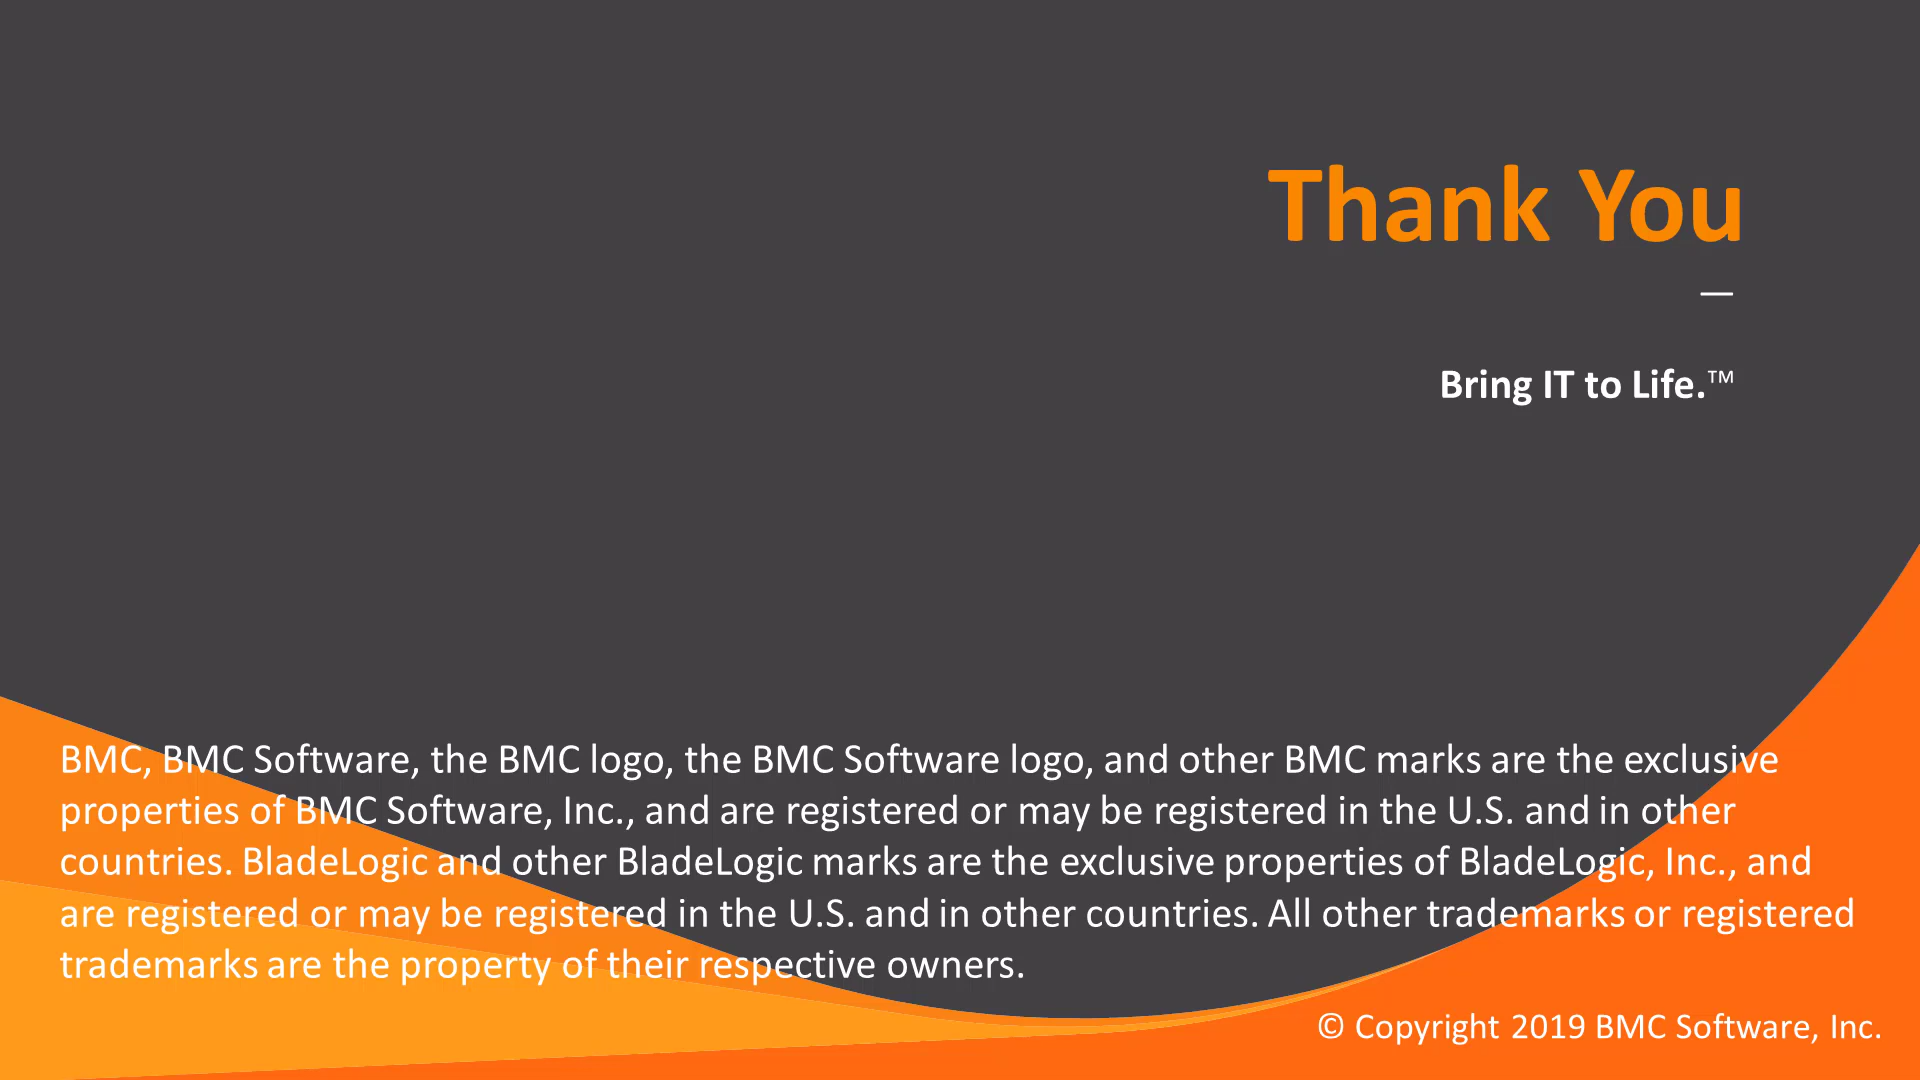 Thank You
—
Bring IT to Life.™
BMC, BMC Software, the BMC logo, the BMC Software logo, and other BMC marks are the exclusive
properties of BMC Software, Inc., and are registered or may be registered in the U.S. and in other
countries. BladeLogic and other BladeLogic marks are the exclusive properties of BladeLogic, Inc., and
are registered or may be registered in the U.S. and in other countries. All other trademarks or registered
trademarks are the property of their respective owners.
© Copyright 2019 BMC Software, Inc.